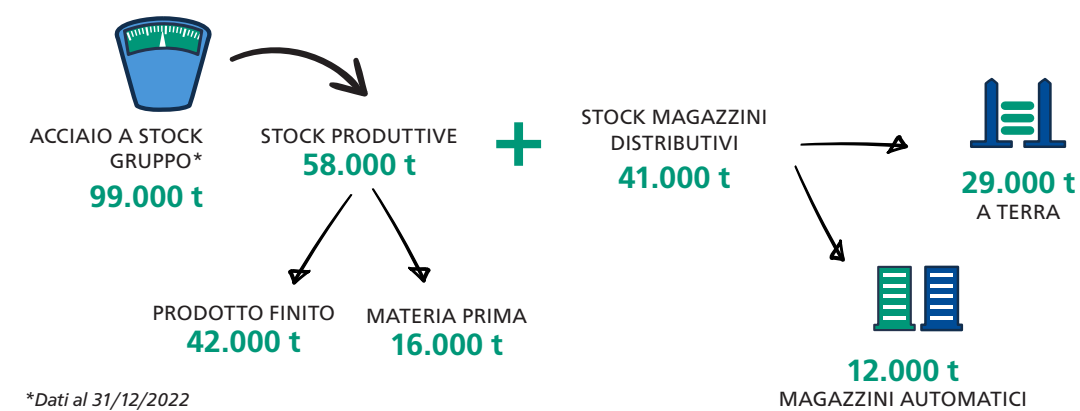 ACCIAIO A STOCK
GRUPPO*
99.000 t
STOCK PRODUTTIVE
58.000 t
+
STOCK MAGAZZINI
DISTRIBUTIVI
41.000 t
29.000 t
A TERRA
PRODOTTO FINITO
42.000 t
MATERIA PRIMA
16.000 t
12.000 t
MAGAZZINI AUTOMATICI
*Dati al 31/12/2022